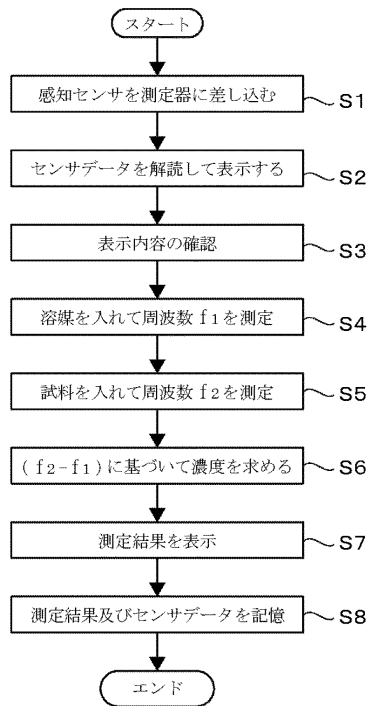 スタート
感知センサを測定器に差し込む S1
センサデータを解読して表示する S2
表示内容の確認 S3
溶媒を入れて周波数 f1を測定 S4
試料を入れて周波数 f2を測定 S5
(f2−f1)に基づいて濃度を求める S6
測定結果を表示 S7
測定結果及びセンサデータを記憶 S8
エンド